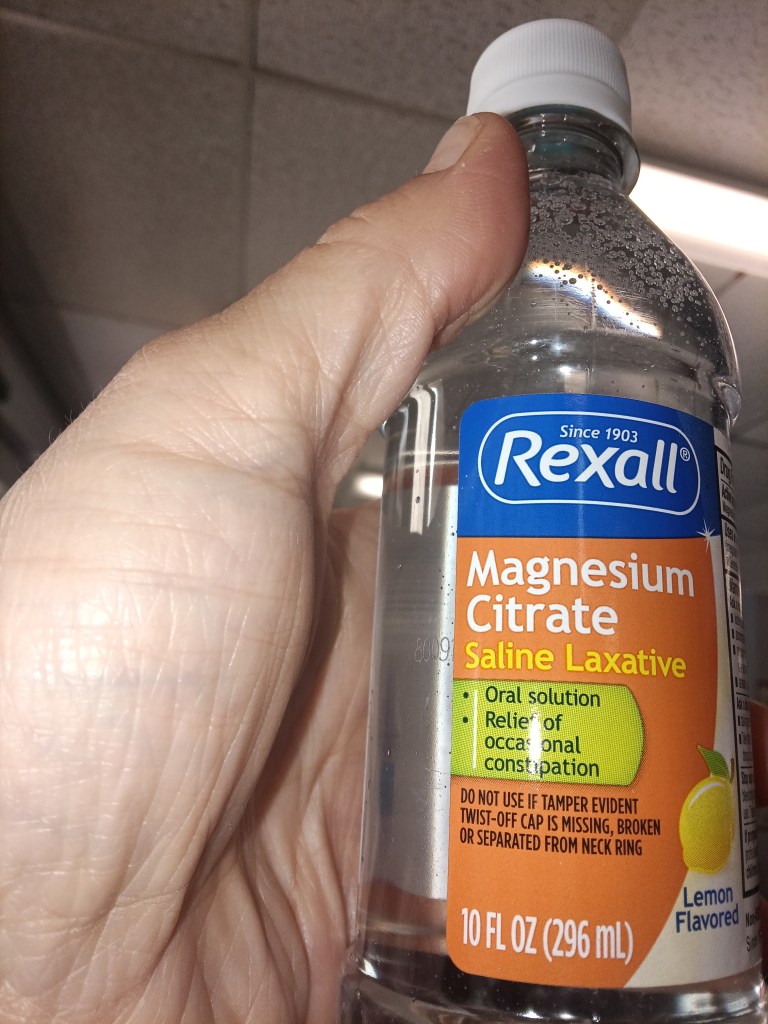 Since 1903
Rexall®
Magnesium
Citrate
Saline Laxative
• Oral solution
• Relief of
occasional
constipation
DO NOT USE IF TAMPER EVIDENT
TWIST-OFF CAP IS MISSING, BROKEN
OR SEPARATED FROM NECK RING
Lemon
Flavored
10 FL OZ (296 mL)